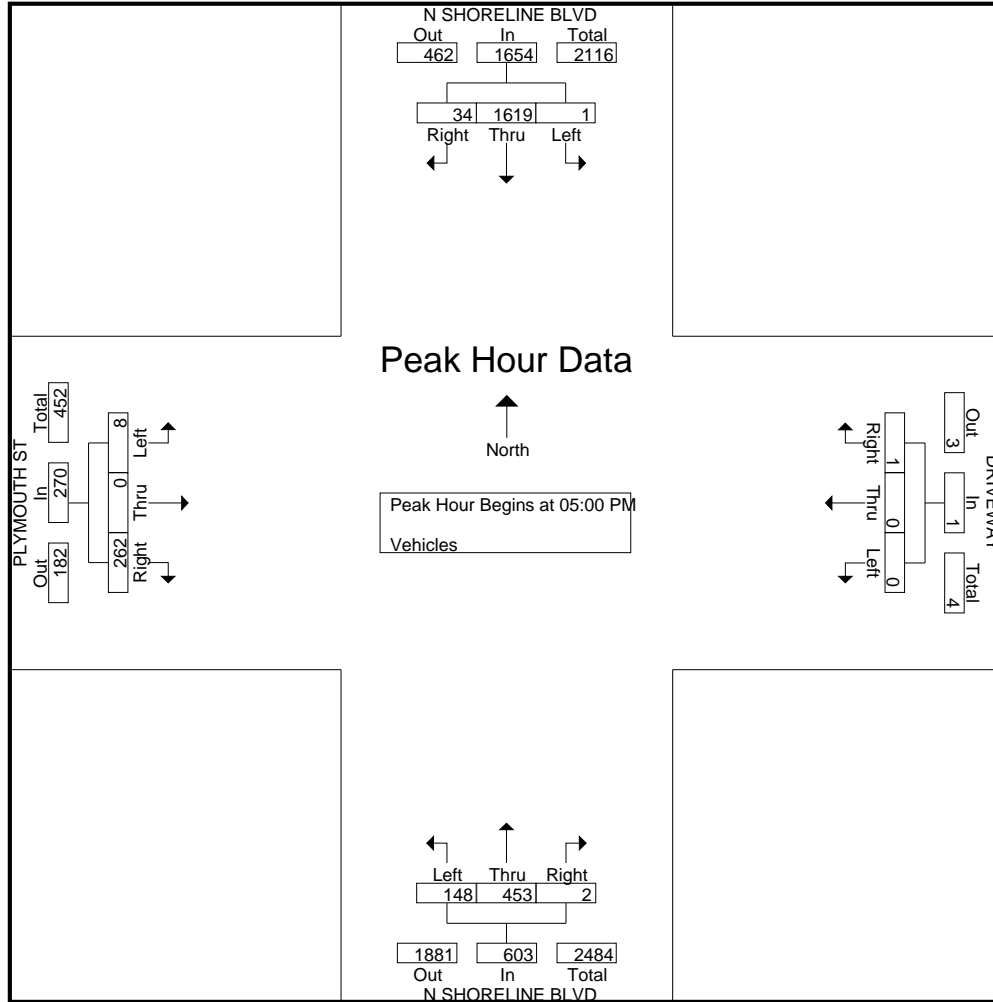 N SHORELINE BLVD
Out In Total
462 1654 2116
34 1619 1
Right Thru Left
Peak Hour Data
North
Peak Hour Begins at 05:00 PM
Vehicles
PLYMOUTH ST
Out In Total
182 270 452
Right Thru Left
262 0 8
DRIVEWAY
Out In Total
3 1 4
Right Thru Left
1 0 0
Left Thru Right
148 453 2
1881 603 2484
Out In Total
N SHORELINE BLVD